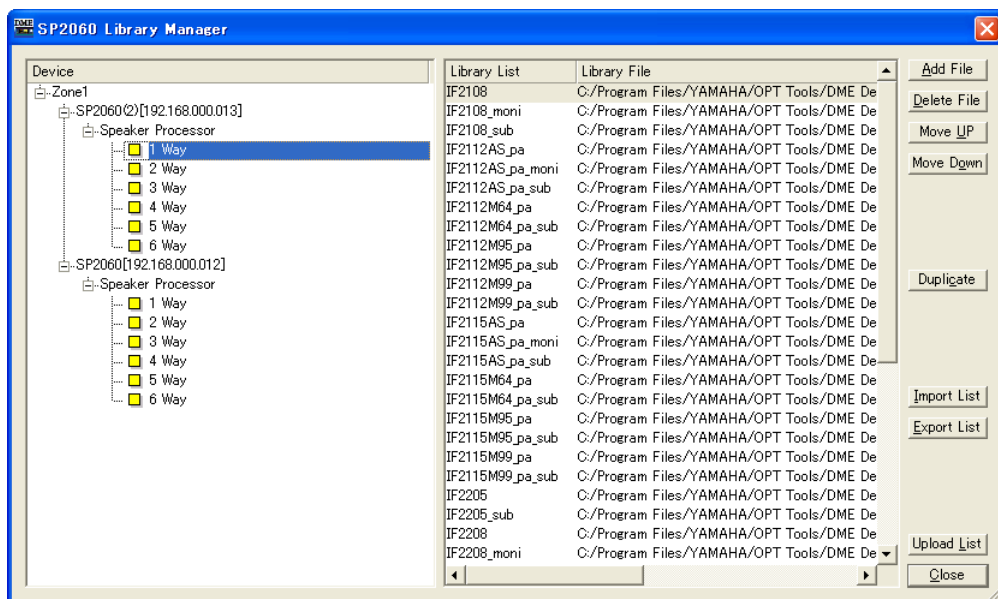 DME
SP2060 Library Manager
Device
Zone1
SP2060(2)[192.168.000.013]
Speaker Processor
1 Way
2 Way
3 Way
4 Way
5 Way
6 Way
SP2060[192.168.000.012]
Speaker Processor
1 Way
2 Way
3 Way
4 Way
5 Way
6 Way
Library List Library File
IF2108 C:/Program Files/YAMAHA/OPT Tools/DME De
IF2108_moni C:/Program Files/YAMAHA/OPT Tools/DME De
IF2108_sub C:/Program Files/YAMAHA/OPT Tools/DME De
IF2112AS_pa C:/Program Files/YAMAHA/OPT Tools/DME De
IF2112AS_pa_moni C:/Program Files/YAMAHA/OPT Tools/DME De
IF2112AS_pa_sub C:/Program Files/YAMAHA/OPT Tools/DME De
IF2112M64_pa C:/Program Files/YAMAHA/OPT Tools/DME De
IF2112M64_pa_sub C:/Program Files/YAMAHA/OPT Tools/DME De
IF2112M95_pa C:/Program Files/YAMAHA/OPT Tools/DME De
IF2112M95_pa_sub C:/Program Files/YAMAHA/OPT Tools/DME De
IF2112M99_pa C:/Program Files/YAMAHA/OPT Tools/DME De
IF2112M99_pa_sub C:/Program Files/YAMAHA/OPT Tools/DME De
IF2115AS_pa C:/Program Files/YAMAHA/OPT Tools/DME De
IF2115AS_pa_moni C:/Program Files/YAMAHA/OPT Tools/DME De
IF2115AS_pa_sub C:/Program Files/YAMAHA/OPT Tools/DME De
IF2115M64_pa C:/Program Files/YAMAHA/OPT Tools/DME De
IF2115M64_pa_sub C:/Program Files/YAMAHA/OPT Tools/DME De
IF2115M95_pa C:/Program Files/YAMAHA/OPT Tools/DME De
IF2115M95_pa_sub C:/Program Files/YAMAHA/OPT Tools/DME De
IF2115M99_pa C:/Program Files/YAMAHA/OPT Tools/DME De
IF2115M99_pa_sub C:/Program Files/YAMAHA/OPT Tools/DME De
IF2205 C:/Program Files/YAMAHA/OPT Tools/DME De
IF2205_sub C:/Program Files/YAMAHA/OPT Tools/DME De
IF2208 C:/Program Files/YAMAHA/OPT Tools/DME De
IF2208_moni C:/Program Files/YAMAHA/OPT Tools/DME De
Add File
Delete File
Move UP
Move Down
Duplicate
Import List
Export List
Upload List
Close